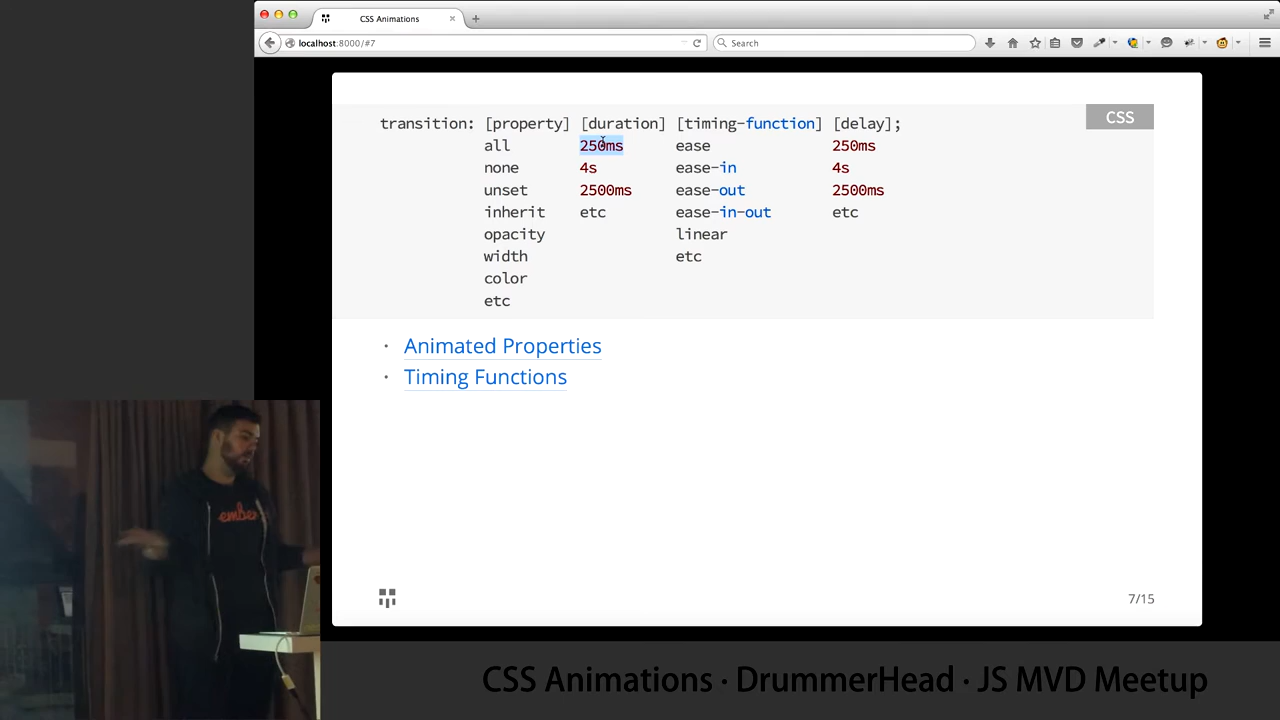 CSS Animations
localhost:8000/#7
Search
transition: [property] [duration] [timing-function] [delay];
all 250ms ease 250ms
none 4s ease-in 4s
unset 2500ms ease-out 2500ms
inherit etc ease-in-out etc
opacity linear
width etc
color
etc
CSS
• Animated Properties
• Timing Functions
ember
7/15
CSS Animations · DrummerHead · JS MVD Meetup